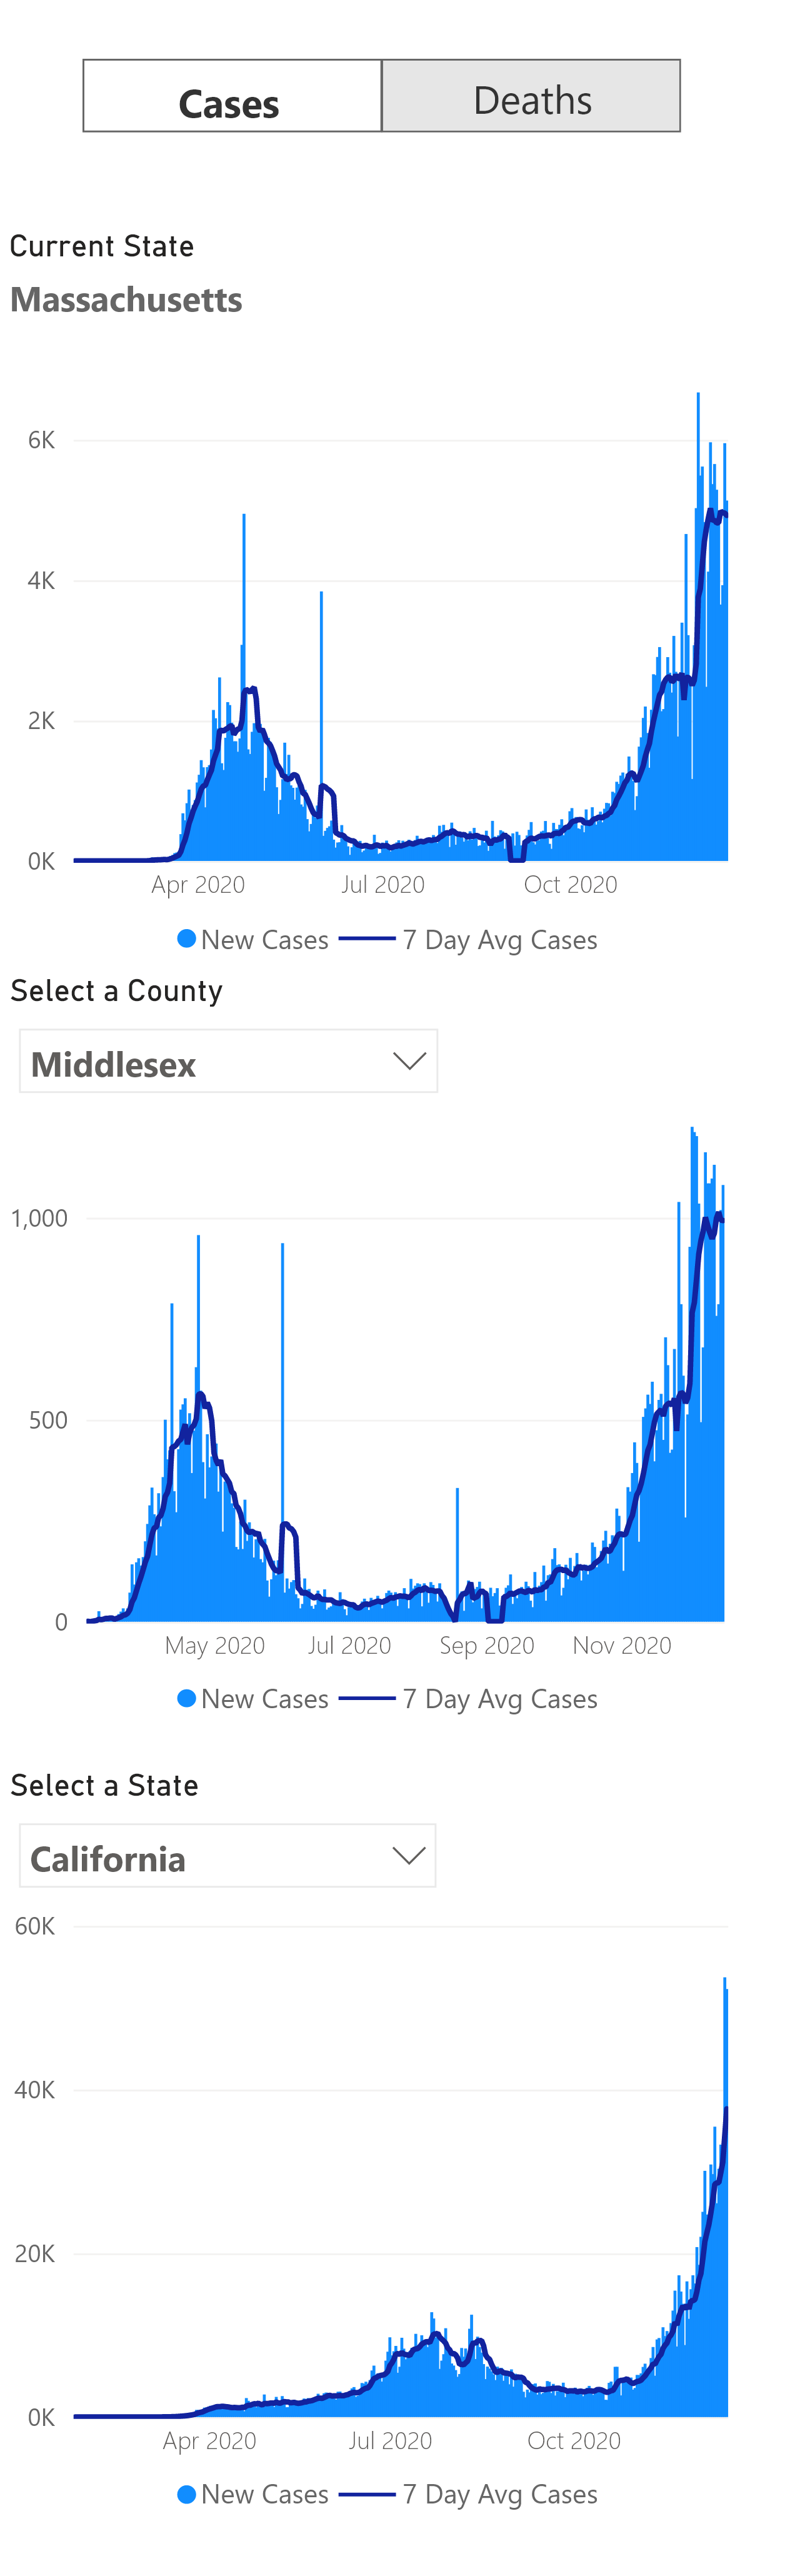 Cases Deaths
Current State
Massachusetts
6K
4K
2K
0K
Apr 2020 Jul 2020 Oct 2020
New Cases 7 Day Avg Cases
Select a County
Middlesex
1,000
500
0
May 2020 Jul 2020 Sep 2020 Nov 2020
New Cases 7 Day Avg Cases
Select a State
California
60K
40K
20K
0K
Apr 2020 Jul 2020 Oct 2020
New Cases 7 Day Avg Cases